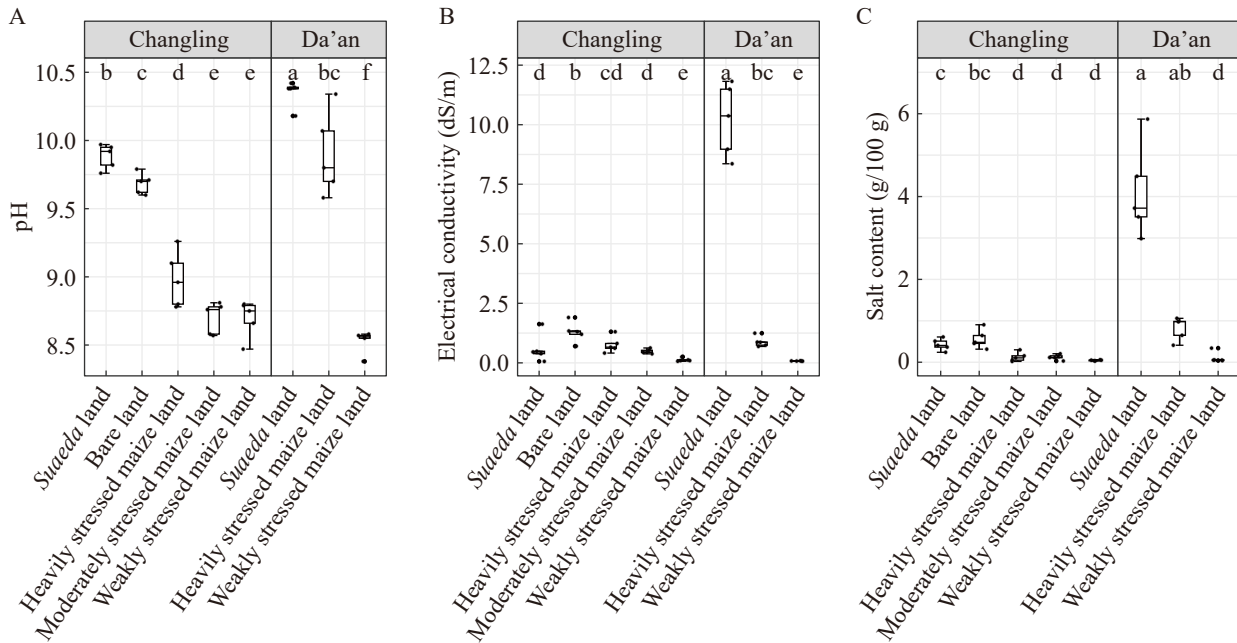 A
Changling
Da’an
b c d e e a bc f
10.5
10.0
9.5
9.0
8.5
pH
Suaeda land
Bare land
Heavily stressed maize land
Moderately stressed maize land
Weakly stressed maize land
Suaeda land
Heavily stressed maize land
Weakly stressed maize land
B
Changling
Da’an
d b cd d e a bc e
12.5
10.0
7.5
5.0
2.5
0.0
Electrical conductivity (dS/m)
Suaeda land
Bare land
Heavily stressed maize land
Moderately stressed maize land
Weakly stressed maize land
Suaeda land
Heavily stressed maize land
Weakly stressed maize land
C
Changling
Da’an
c bc d d d a ab d
6
4
2
0
Salt content (g/100 g)
Suaeda land
Bare land
Heavily stressed maize land
Moderately stressed maize land
Weakly stressed maize land
Suaeda land
Heavily stressed maize land
Weakly stressed maize land